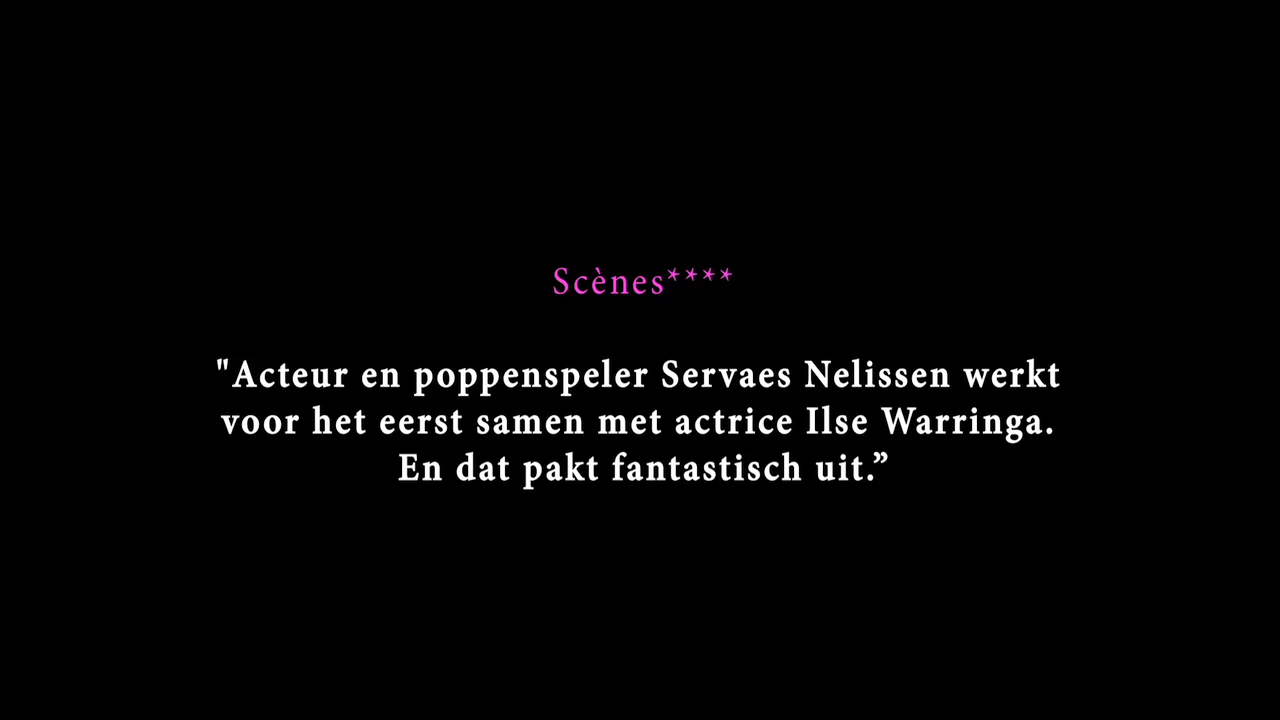 Scènes****
"Acteur en poppenspeler Servaes Nelissen werkt
voor het eerst samen met actrice Ilse Warringa.
En dat pakt fantastisch uit.”